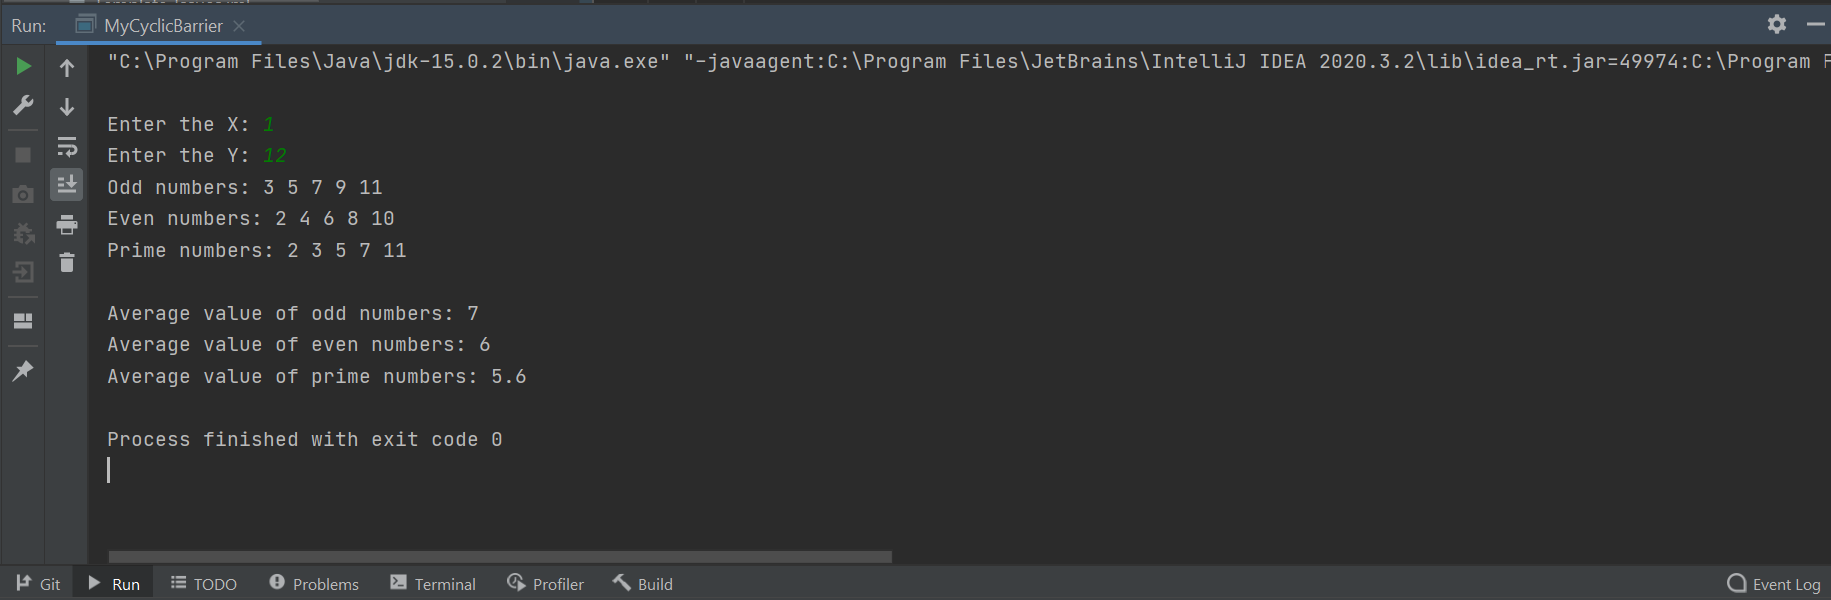 Run: MyCyclicBarrier
"C:\Program Files\Java\jdk-15.0.2\bin\java.exe" "-javaagent:C:\Program Files\JetBrains\IntelliJ IDEA 2020.3.2\lib\idea_rt.jar=49974:C:\Program
Enter the X: 1
Enter the Y: 12
Odd numbers: 3 5 7 9 11
Even numbers: 2 4 6 8 10
Prime numbers: 2 3 5 7 11
Average value of odd numbers: 7
Average value of even numbers: 6
Average value of prime numbers: 5.6
Process finished with exit code 0
Git Run TODO Problems Terminal Profiler Build Event Log